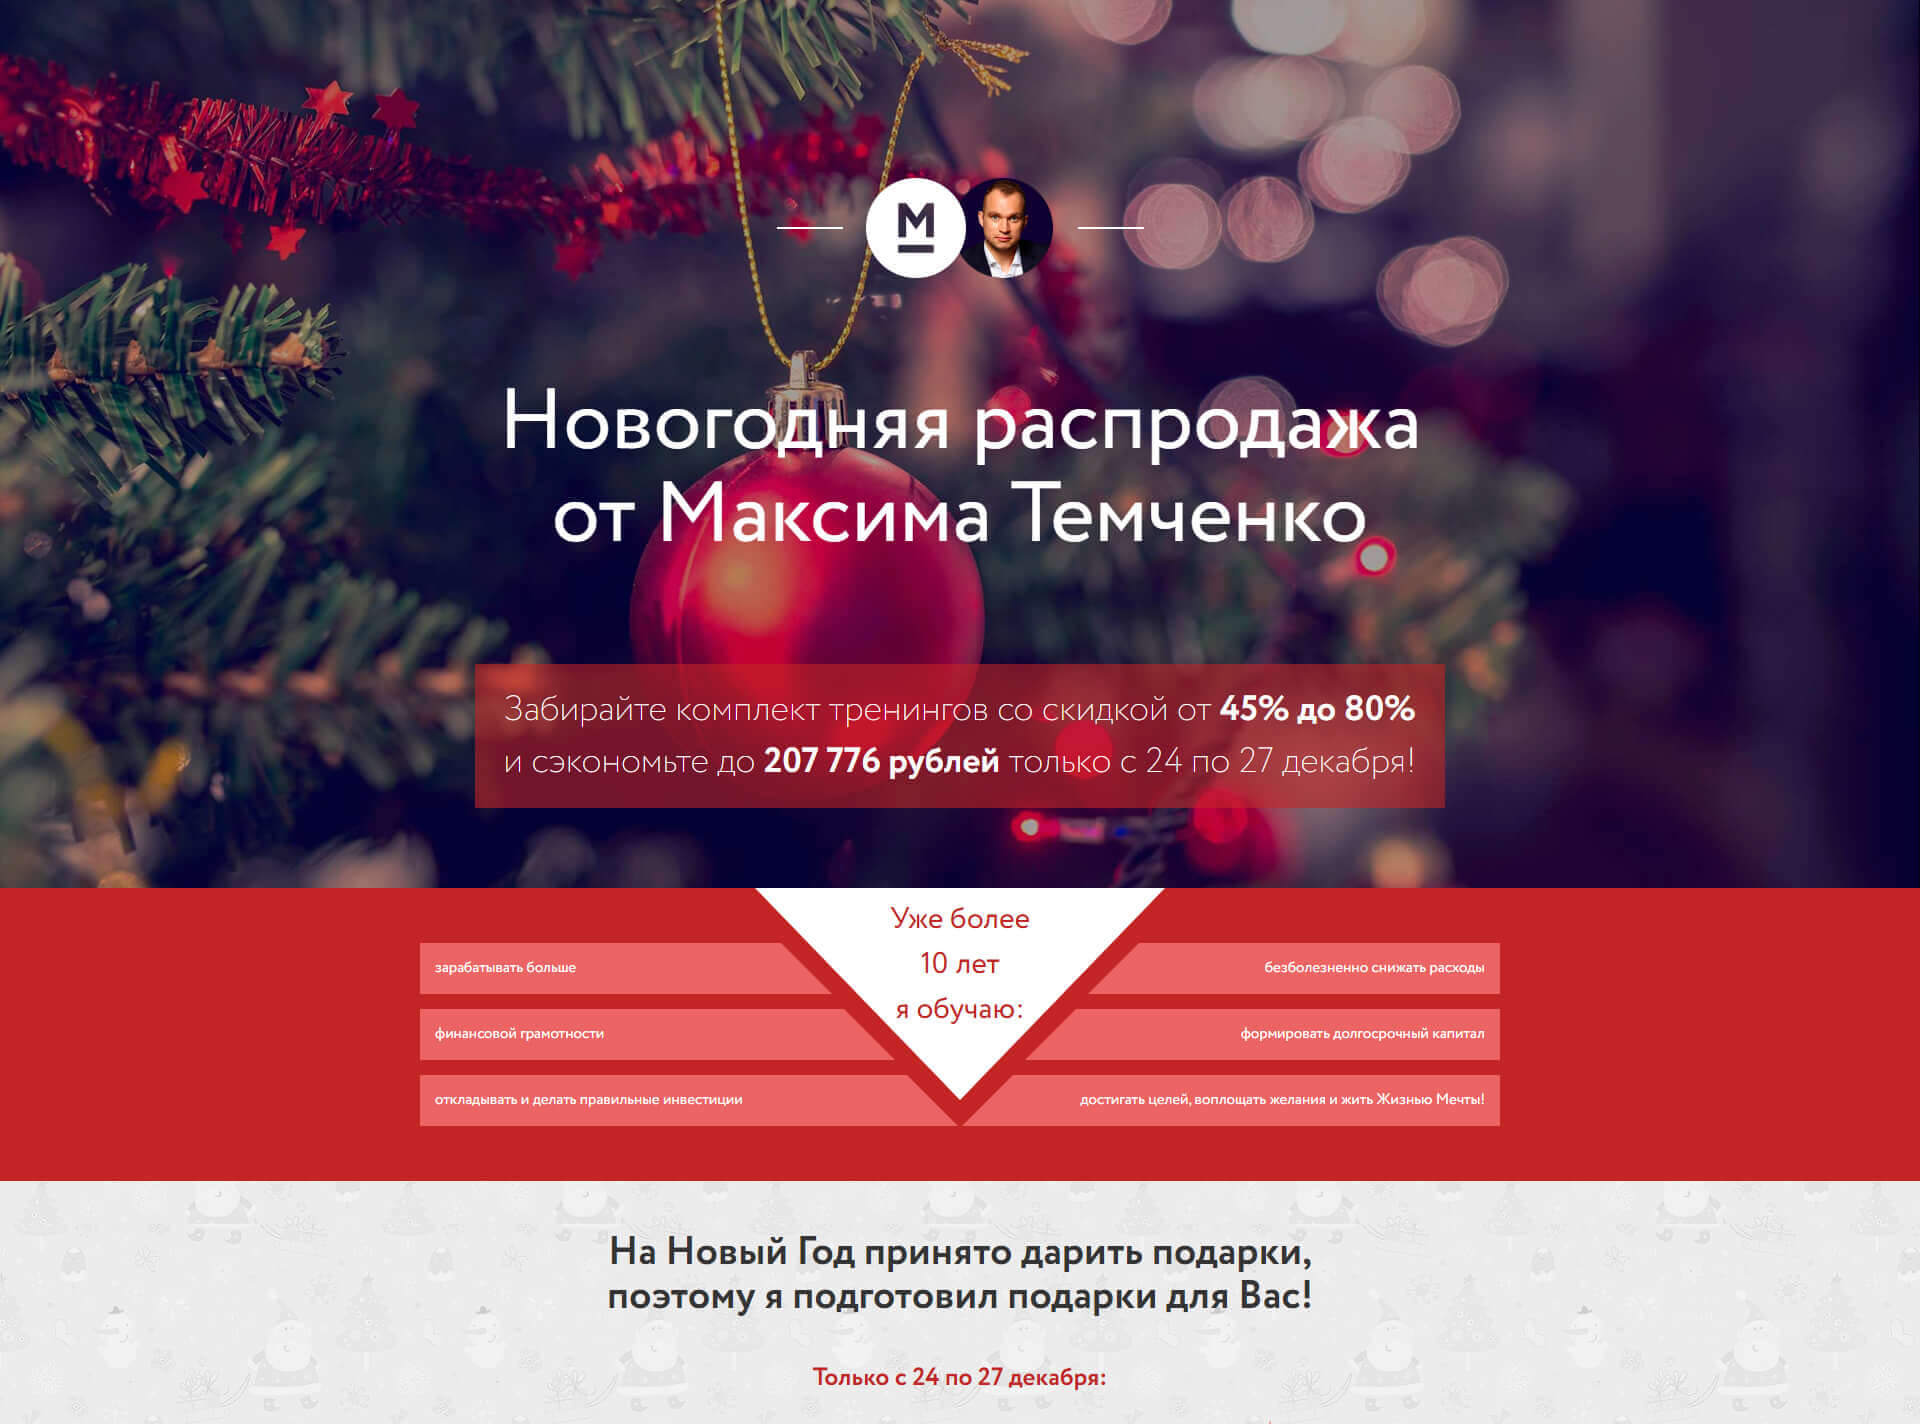 М
Новогодняя распродажа
от Максима Темченко
Забирайте комплект тренингов со скидкой от 45% до 80%
и сэкономьте до 207 776 рублей только с 24 по 27 декабря!
Уже более
10 лет
я обучаю:
зарабатывать больше
безболезненно снижать расходы
финансовой грамотности
формировать долгосрочный капитал
откладывать и делать правильные инвестиции
достигать целей, воплощать желания и жить Жизнью Мечты!
На Новый Год принято дарить подарки,
поэтому я подготовил подарки для Вас!
Только с 24 по 27 декабря: